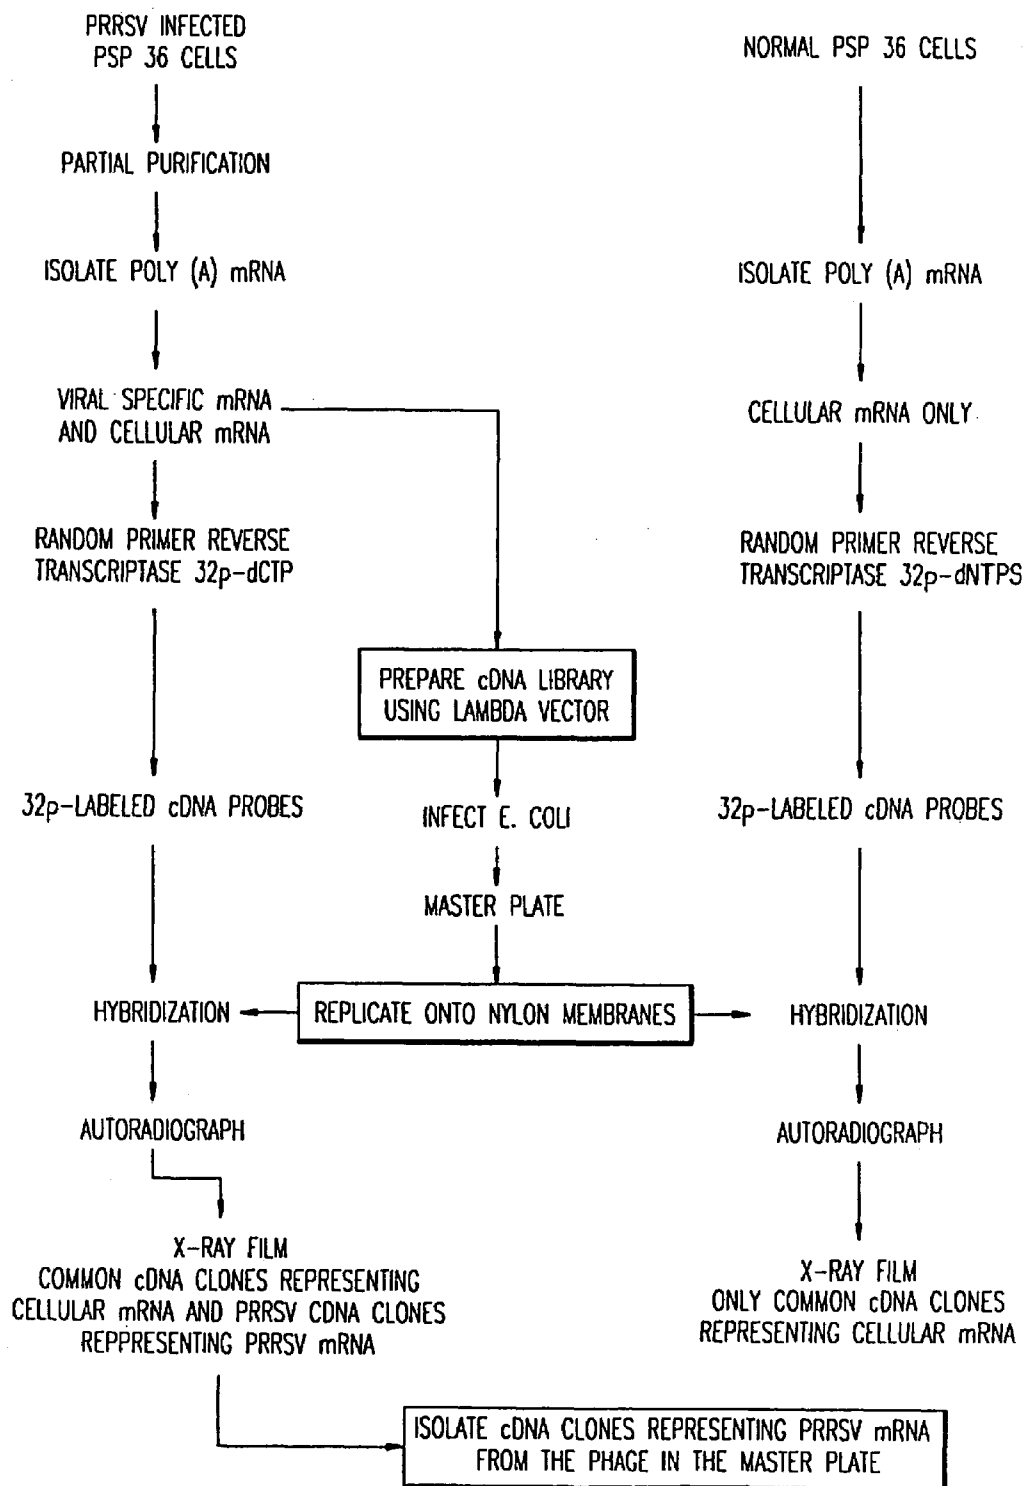 PRRSV INFECTED
PSP 36 CELLS
NORMAL PSP 36 CELLS
PARTIAL PURIFICATION
ISOLATE POLY (A) mRNA
ISOLATE POLY (A) mRNA
VIRAL SPECIFIC mRNA
AND CELLULAR mRNA
CELLULAR mRNA ONLY
RANDOM PRIMER REVERSE
TRANSCRIPTASE 32p-dCTP
RANDOM PRIMER REVERSE
TRANSCRIPTASE 32p-dNTPS
PREPARE cDNA LIBRARY
USING LAMBDA VECTOR
32p-LABELED cDNA PROBES
INFECT E. COLI
32p-LABELED cDNA PROBES
MASTER PLATE
HYBRIDIZATION
REPLICATE ONTO NYLON MEMBRANES
HYBRIDIZATION
AUTORADIOGRAPH
AUTORADIOGRAPH
X-RAY FILM
COMMON cDNA CLONES REPRESENTING
CELLULAR mRNA AND PRRSV CDNA CLONES
REPPRESENTING PRRSV mRNA
X-RAY FILM
ONLY COMMON cDNA CLONES
REPRESENTING CELLULAR mRNA
ISOLATE cDNA CLONES REPRESENTING PRRSV mRNA
FROM THE PHAGE IN THE MASTER PLATE